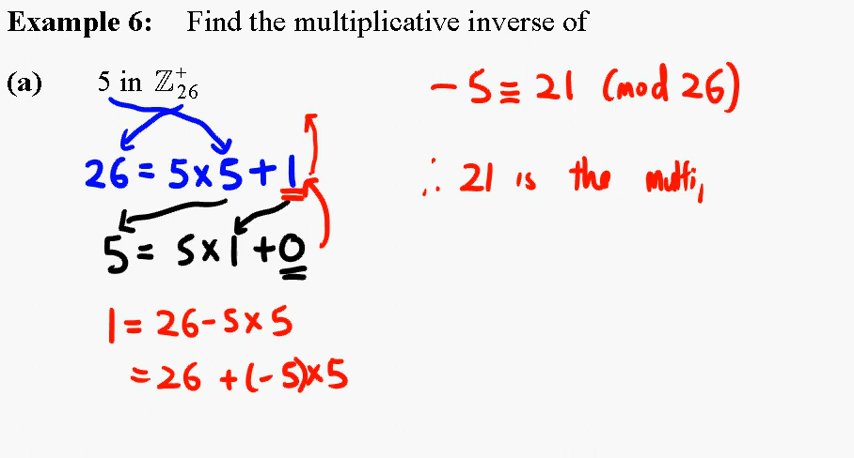 Example 6: Find the multiplicative inverse of
(a) 5 in ℤ⁺₂₆
26 = 5 x 5 + 1
5 = 5 x 1 + 0
1 = 26 - 5 x 5
= 26 + (-5) x 5
-5 ≡ 21 (mod 26)
∴ 21 is the multi,